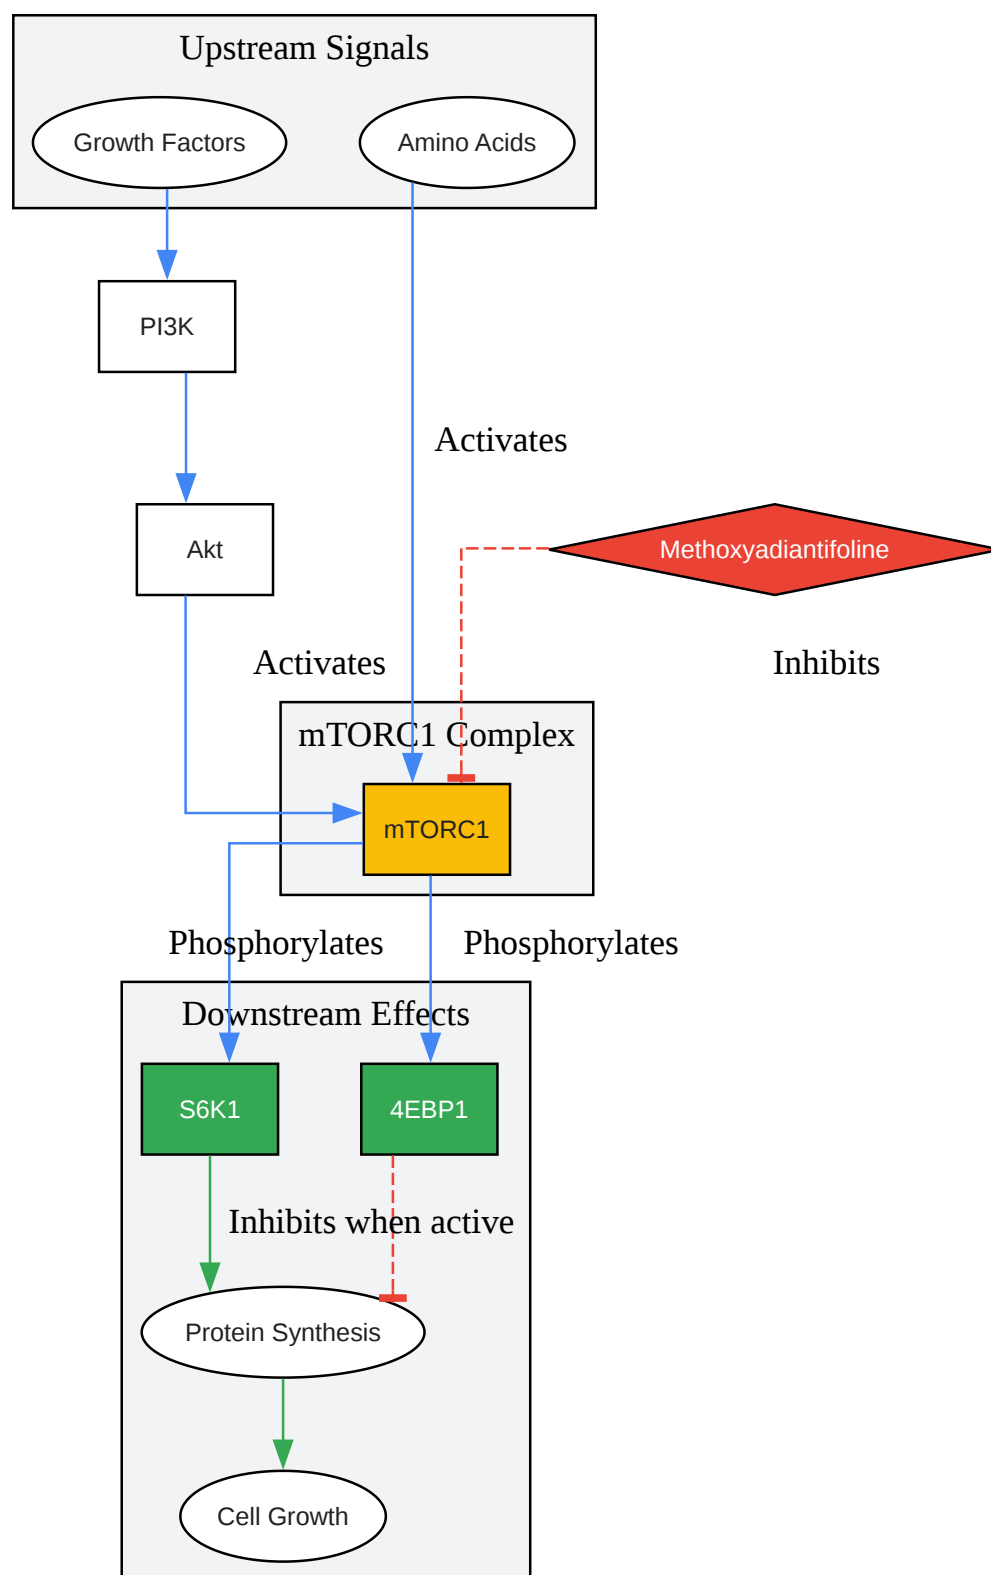 Upstream Signals
Growth Factors
Amino Acids
PI3K
Activates
Akt
Methoxyadiantifoline
Activates
Inhibits
mTORC1 Complex
mTORC1
Phosphorylates
Phosphorylates
Downstream Effects
S6K1
4EBP1
Inhibits when active
Protein Synthesis
Cell Growth